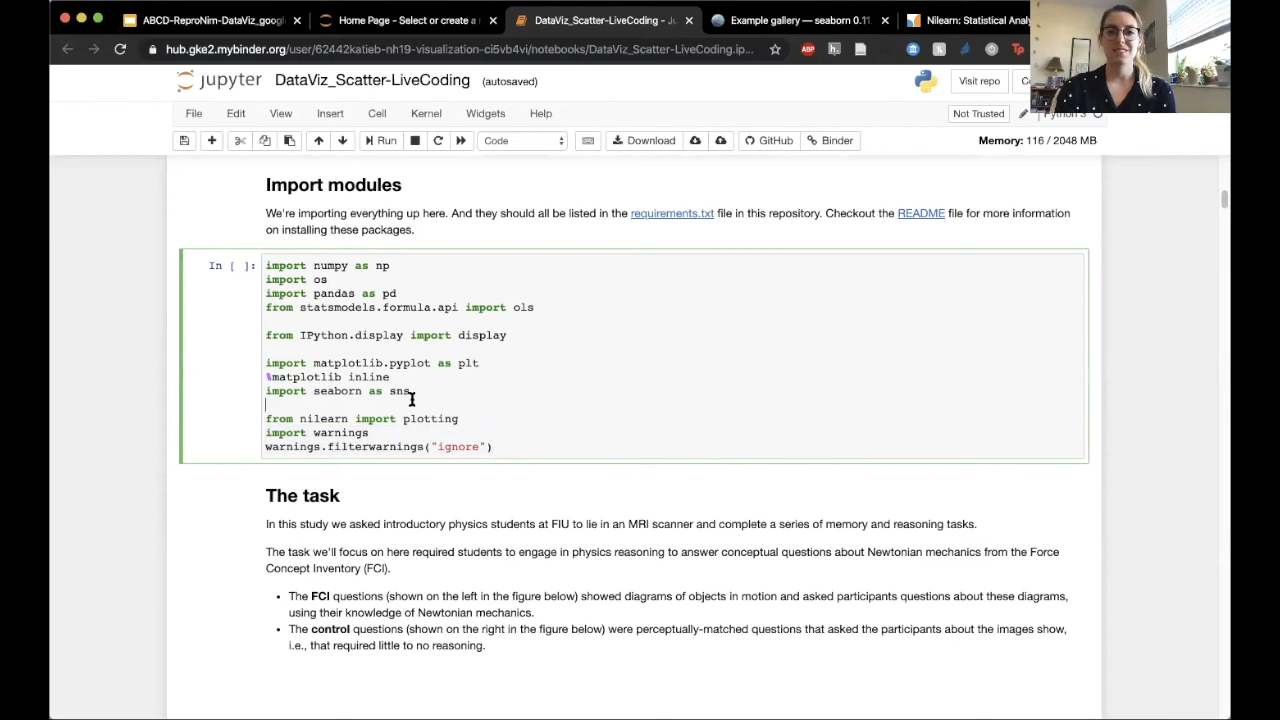 ABCD-ReproNim-DataViz_google
Home Page - Select or create a
DataViz_Scatter-LiveCoding - Ju
Example gallery — seaborn 0.11.
Nilearn: Statistical Analy
hub.gke2.mybinder.org/user/62442katieb-nh19-visualization-ci5vb4vi/notebooks/DataViz_Scatter-LiveCoding.ip...
ABP
jupyter DataViz_Scatter-LiveCoding (autosaved)
Visit repo
File Edit View Insert Cell Kernel Widgets Help
Not Trusted
Python 3
Run Code Download GitHub Binder Memory: 116 / 2048 MB
Import modules
We're importing everything up here. And they should all be listed in the requirements.txt file in this repository. Checkout the README file for more information
on installing these packages.
In [ ]: import numpy as np
import os
import pandas as pd
from statsmodels.formula.api import ols
from IPython.display import display
import matplotlib.pyplot as plt
%matplotlib inline
import seaborn as sns
from nilearn import plotting
import warnings
warnings.filterwarnings("ignore")
The task
In this study we asked introductory physics students at FIU to lie in an MRI scanner and complete a series of memory and reasoning tasks.
The task we'll focus on here required students to engage in physics reasoning to answer conceptual questions about Newtonian mechanics from the Force
Concept Inventory (FCI).
• The FCI questions (shown on the left in the figure below) showed diagrams of objects in motion and asked participants questions about these diagrams,
using their knowledge of Newtonian mechanics.
• The control questions (shown on the right in the figure below) were perceptually-matched questions that asked the participants about the images show,
i.e., that required little to no reasoning.